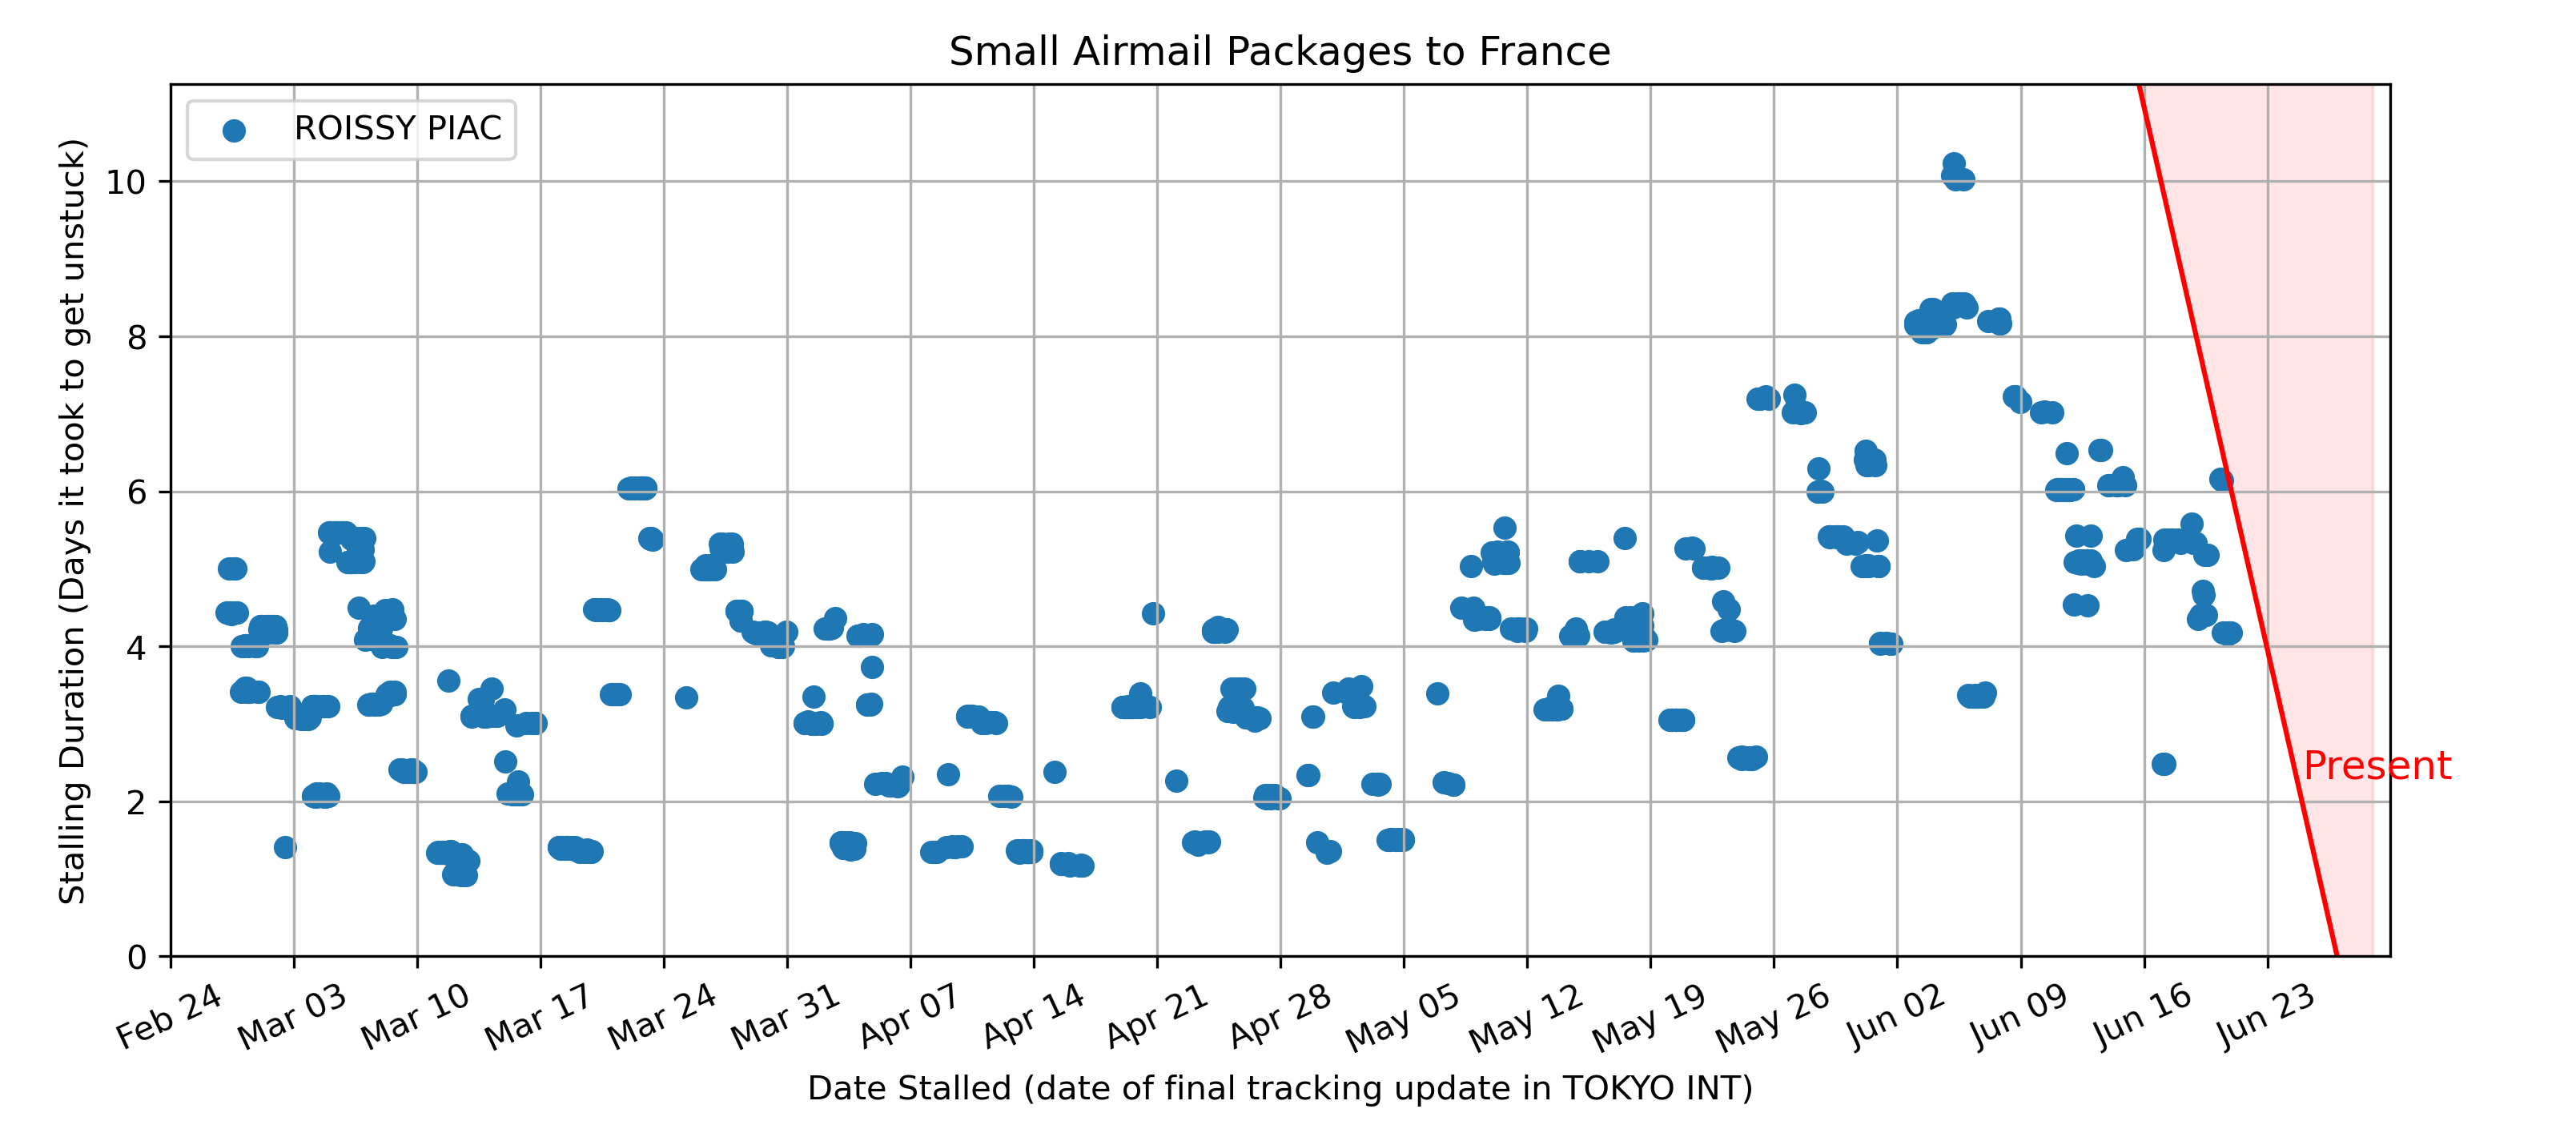 Small Airmail Packages to France
ROISSY PIAC
Stalling Duration (Days it took to get unstuck)
10
8
6
4
2
0
Present
Feb 24
Mar 03
Mar 10
Mar 17
Mar 24
Mar 31
Apr 07
Apr 14
Apr 21
Apr 28
May 05
May 12
May 19
May 26
Jun 02
Jun 09
Jun 16
Jun 23
Date Stalled (date of final tracking update in TOKYO INT)